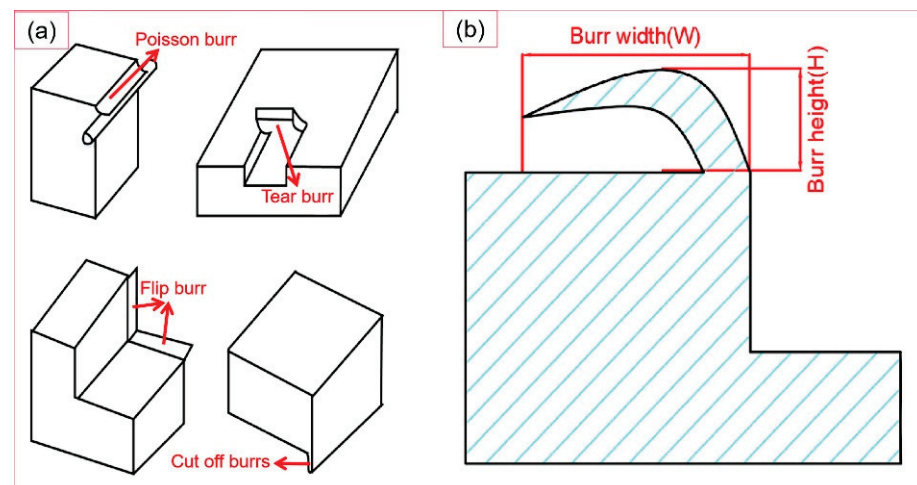 (a)
Poisson burr
Tear burr
Flip burr
Cut off burrs
(b)
Burr width(W)
Burr height(H)